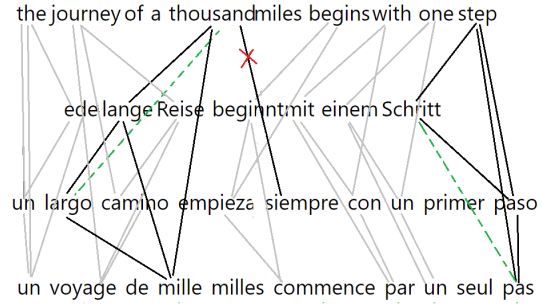 the journey of a thousand miles begins with one step
ede lange Reise beginnt mit einem Schritt
un largo camino empieza siempre con un primer paso
un voyage de mille milles commence par un seul pas